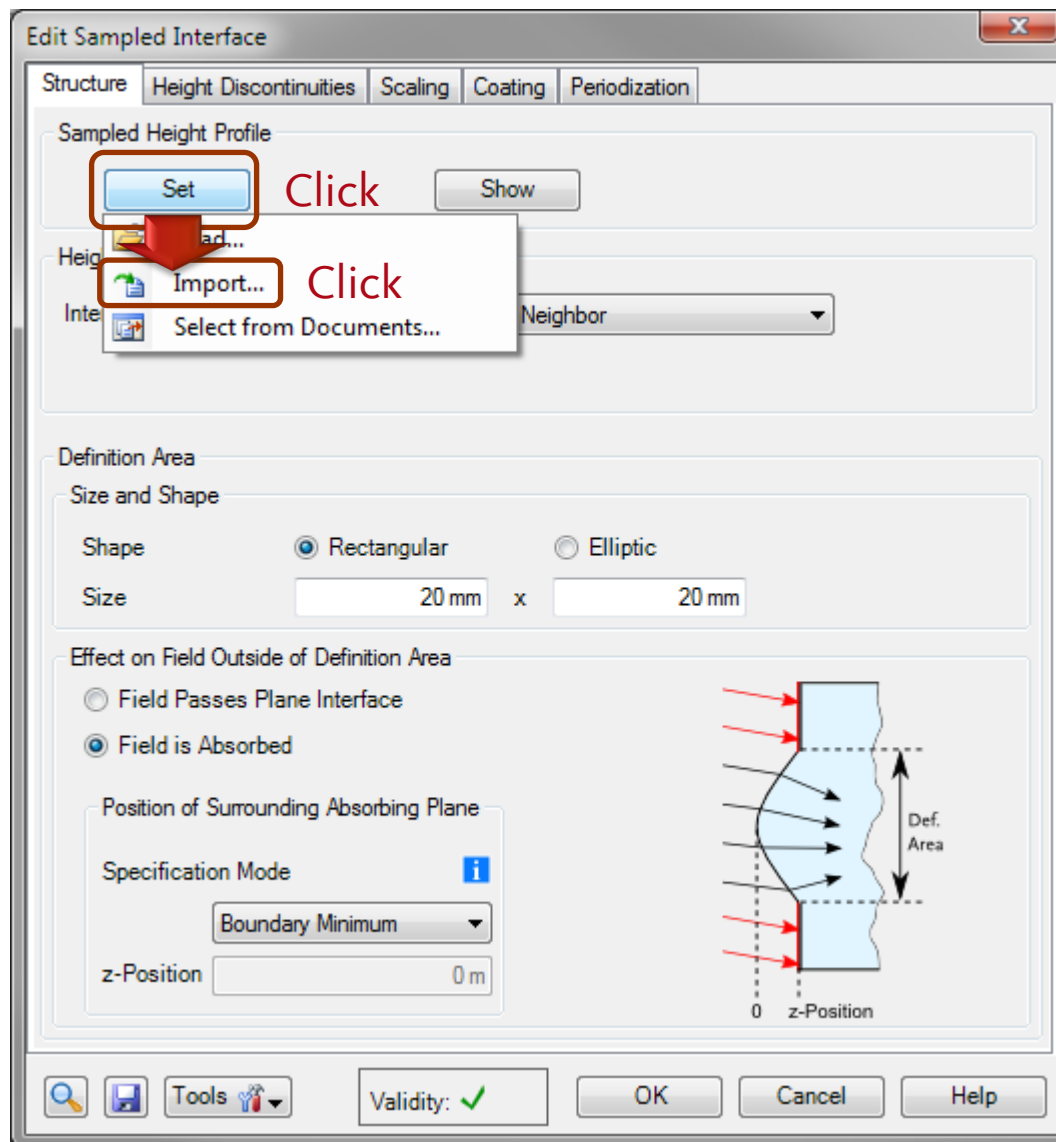 Edit Sampled Interface
Structure Height Discontinuities Scaling Coating Periodization
Sampled Height Profile
Set Click Show
Import... Click
Neighbor
Select from Documents...
Definition Area
Size and Shape
Shape Rectangular Elliptic
Size 20 mm x 20 mm
Effect on Field Outside of Definition Area
Field Passes Plane Interface
Field is Absorbed
Position of Surrounding Absorbing Plane
Specification Mode
Boundary Minimum
z-Position 0 m
Def.
Area
0 z-Position
Tools Validity: OK Cancel Help